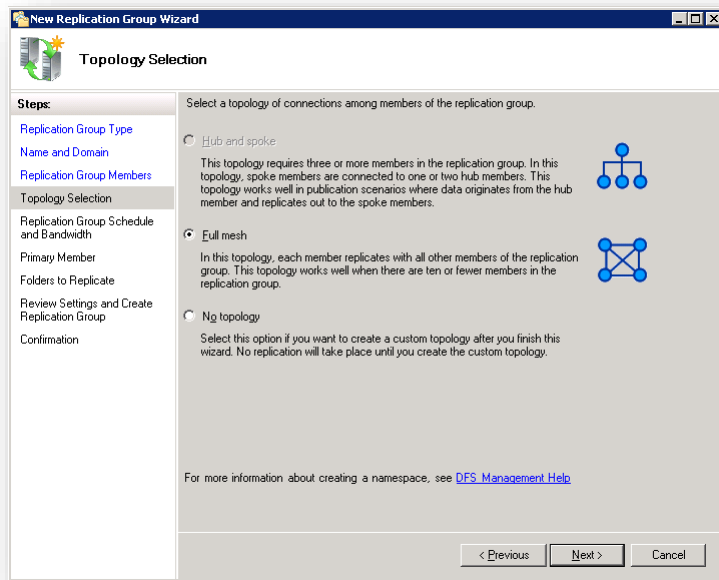 New Replication Group Wizard
Topology Selection
Steps:
Replication Group Type
Name and Domain
Replication Group Members
Topology Selection
Replication Group Schedule
and Bandwidth
Primary Member
Folders to Replicate
Review Settings and Create
Replication Group
Confirmation
Select a topology of connections among members of the replication group.
Hub and spoke
This topology requires three or more members in the replication group. In this
topology, spoke members are connected to one or two hub members. This
topology works well in publication scenarios where data originates from the hub
member and replicates out to the spoke members.
Full mesh
In this topology, each member replicates with all other members of the replication
group. This topology works well when there are ten or fewer members in the
replication group.
No topology
Select this option if you want to create a custom topology after you finish this
wizard. No replication will take place until you create the custom topology.
For more information about creating a namespace, see DFS Management Help
< Previous
Next >
Cancel